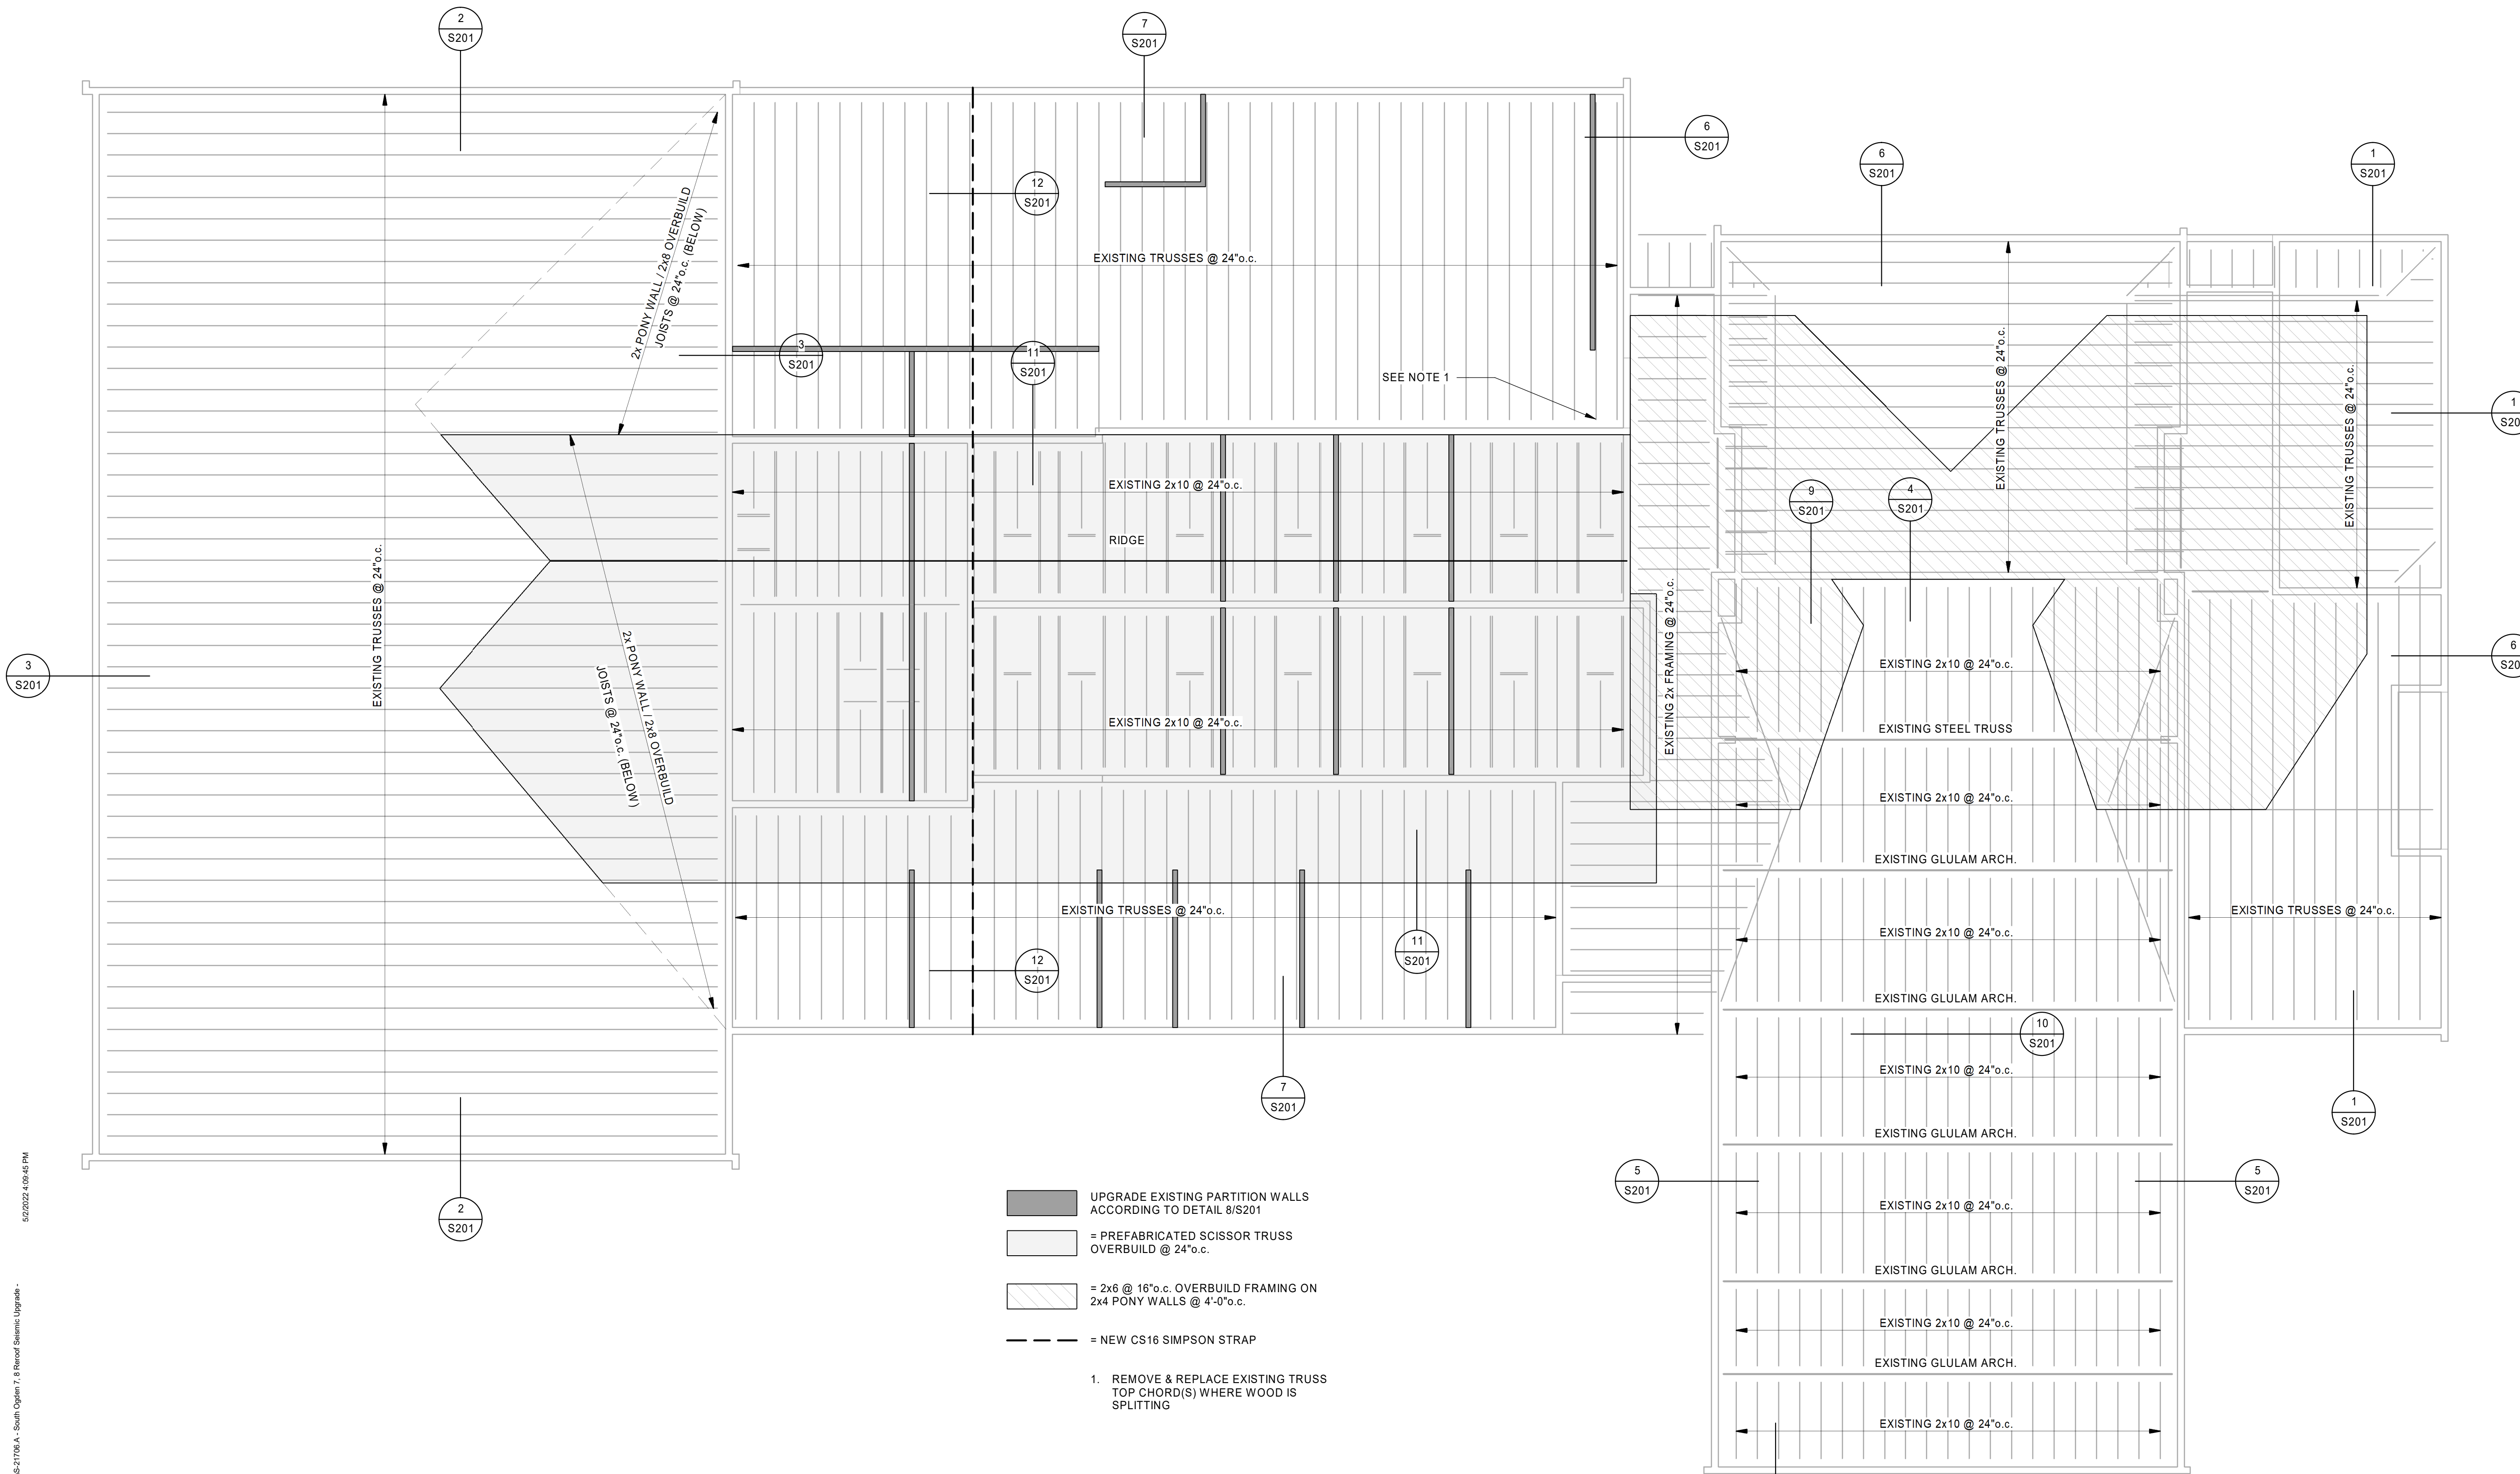 2
S201
7
S201
6
S201
6
S201
1
S201
12
S201
2x PONY WALL / 2x8 OVERBUILD
JOISTS @ 24"o.c. (BELOW)
EXISTING TRUSSES @ 24"o.c.
3
S201
11
S201
SEE NOTE 1
EXISTING TRUSSES @ 24"o.c.
EXISTING TRUSSES @ 24"o.c.
1
EXISTING 2x10 @ 24"o.c.
9
S201
4
S201
RIDGE
EXISTING TRUSSES @ 24"o.c.
3
S201
2x PONY WALL / 2x8 OVERBUILD
JOISTS @ 24"o.c. (BELOW)
EXISTING 2x FRAMING @ 24"o.c.
EXISTING 2x10 @ 24"o.c.
6
EXISTING 2x10 @ 24"o.c.
EXISTING STEEL TRUSS
EXISTING 2x10 @ 24"o.c.
EXISTING GLULAM ARCH.
EXISTING TRUSSES @ 24"o.c.
EXISTING TRUSSES @ 24"o.c.
11
S201
EXISTING 2x10 @ 24"o.c.
12
S201
EXISTING GLULAM ARCH.
10
S201
EXISTING 2x10 @ 24"o.c.
7
S201
1
S201
EXISTING GLULAM ARCH.
5
S201
5
S201
2
S201
EXISTING 2x10 @ 24"o.c.
EXISTING GLULAM ARCH.
EXISTING 2x10 @ 24"o.c.
EXISTING GLULAM ARCH.
EXISTING 2x10 @ 24"o.c.
UPGRADE EXISTING PARTITION WALLS
ACCORDING TO DETAIL 8/S201
= PREFABRICATED SCISSOR TRUSS
OVERBUILD @ 24"o.c.
= 2x6 @ 16"o.c. OVERBUILD FRAMING ON
2x4 PONY WALLS @ 4'-0"o.c.
= NEW CS16 SIMPSON STRAP
1. REMOVE & REPLACE EXISTING TRUSS
TOP CHORD(S) WHERE WOOD IS
SPLITTING
5/2/2022 4:09:45 PM
S-21706.A - South Ogden 7, 8 Reroof Seismic Upgrade -